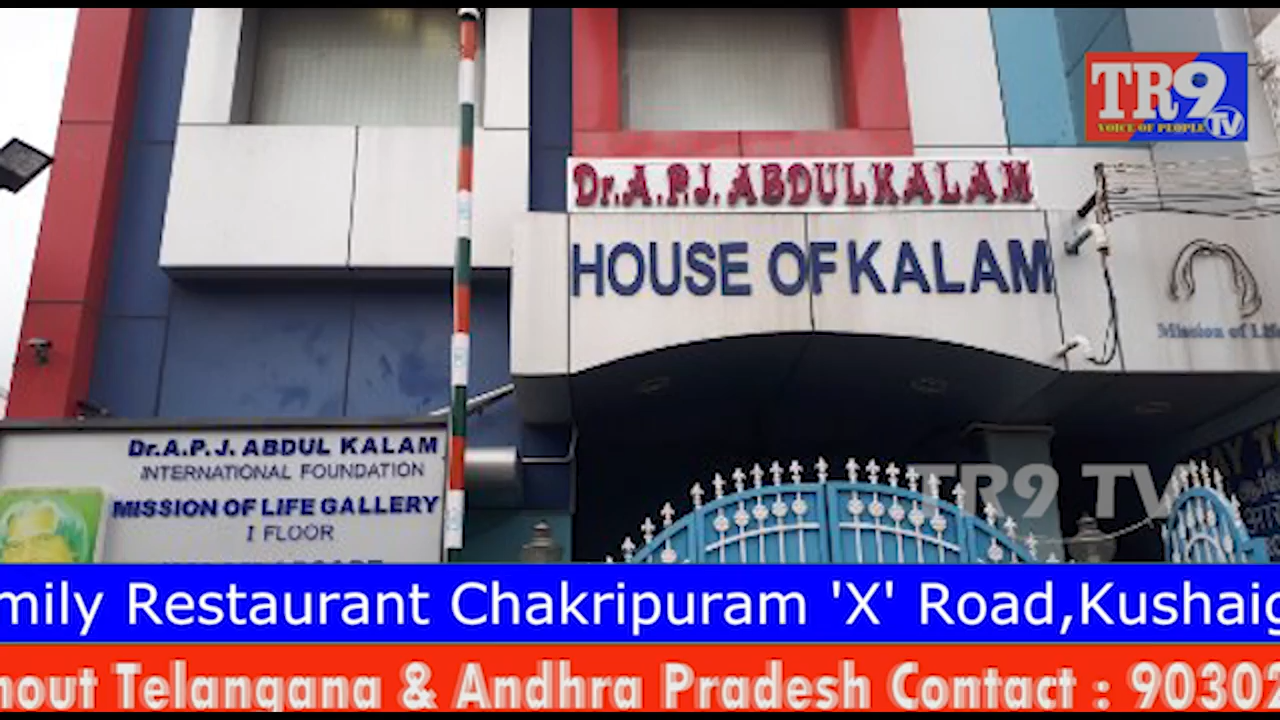 TR9
VOICE OF PEOPLE TV
Dr.A.P.J. ABDULKALAM
HOUSE OF KALAM
Mission of Life
Dr.A.P.J. ABDUL KALAM
INTERNATIONAL FOUNDATION
MISSION OF LIFE GALLERY
I FLOOR
TR9 TV
mily Restaurant Chakripuram 'X' Road,Kushaig
hout Telangana & Andhra Pradesh Contact : 90302